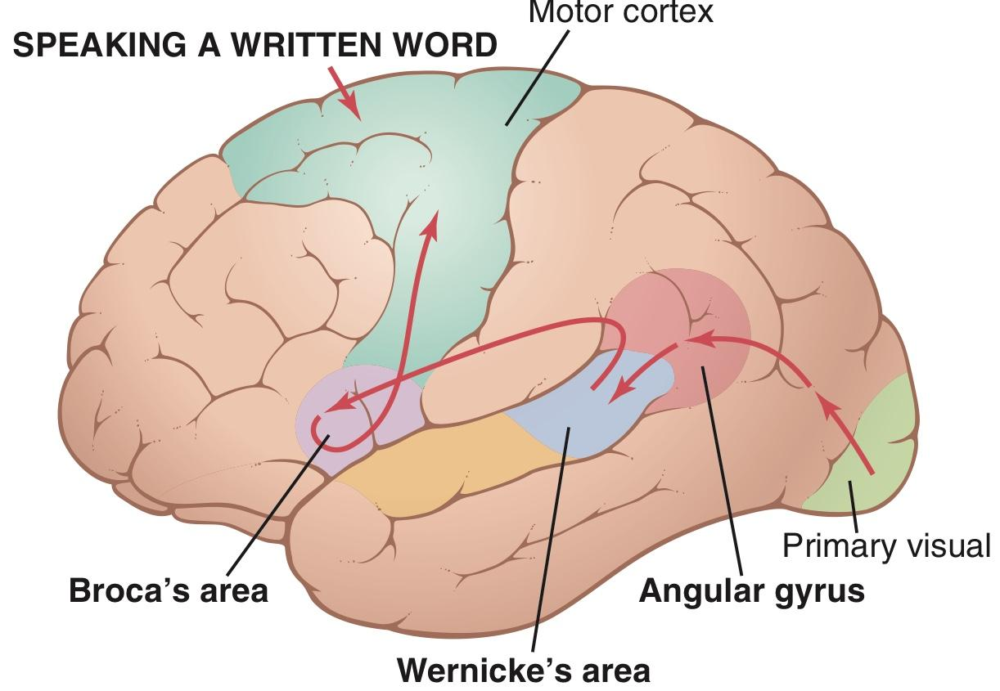 Motor cortex
SPEAKING A WRITTEN WORD
Primary visual
Broca’s area
Angular gyrus
Wernicke’s area